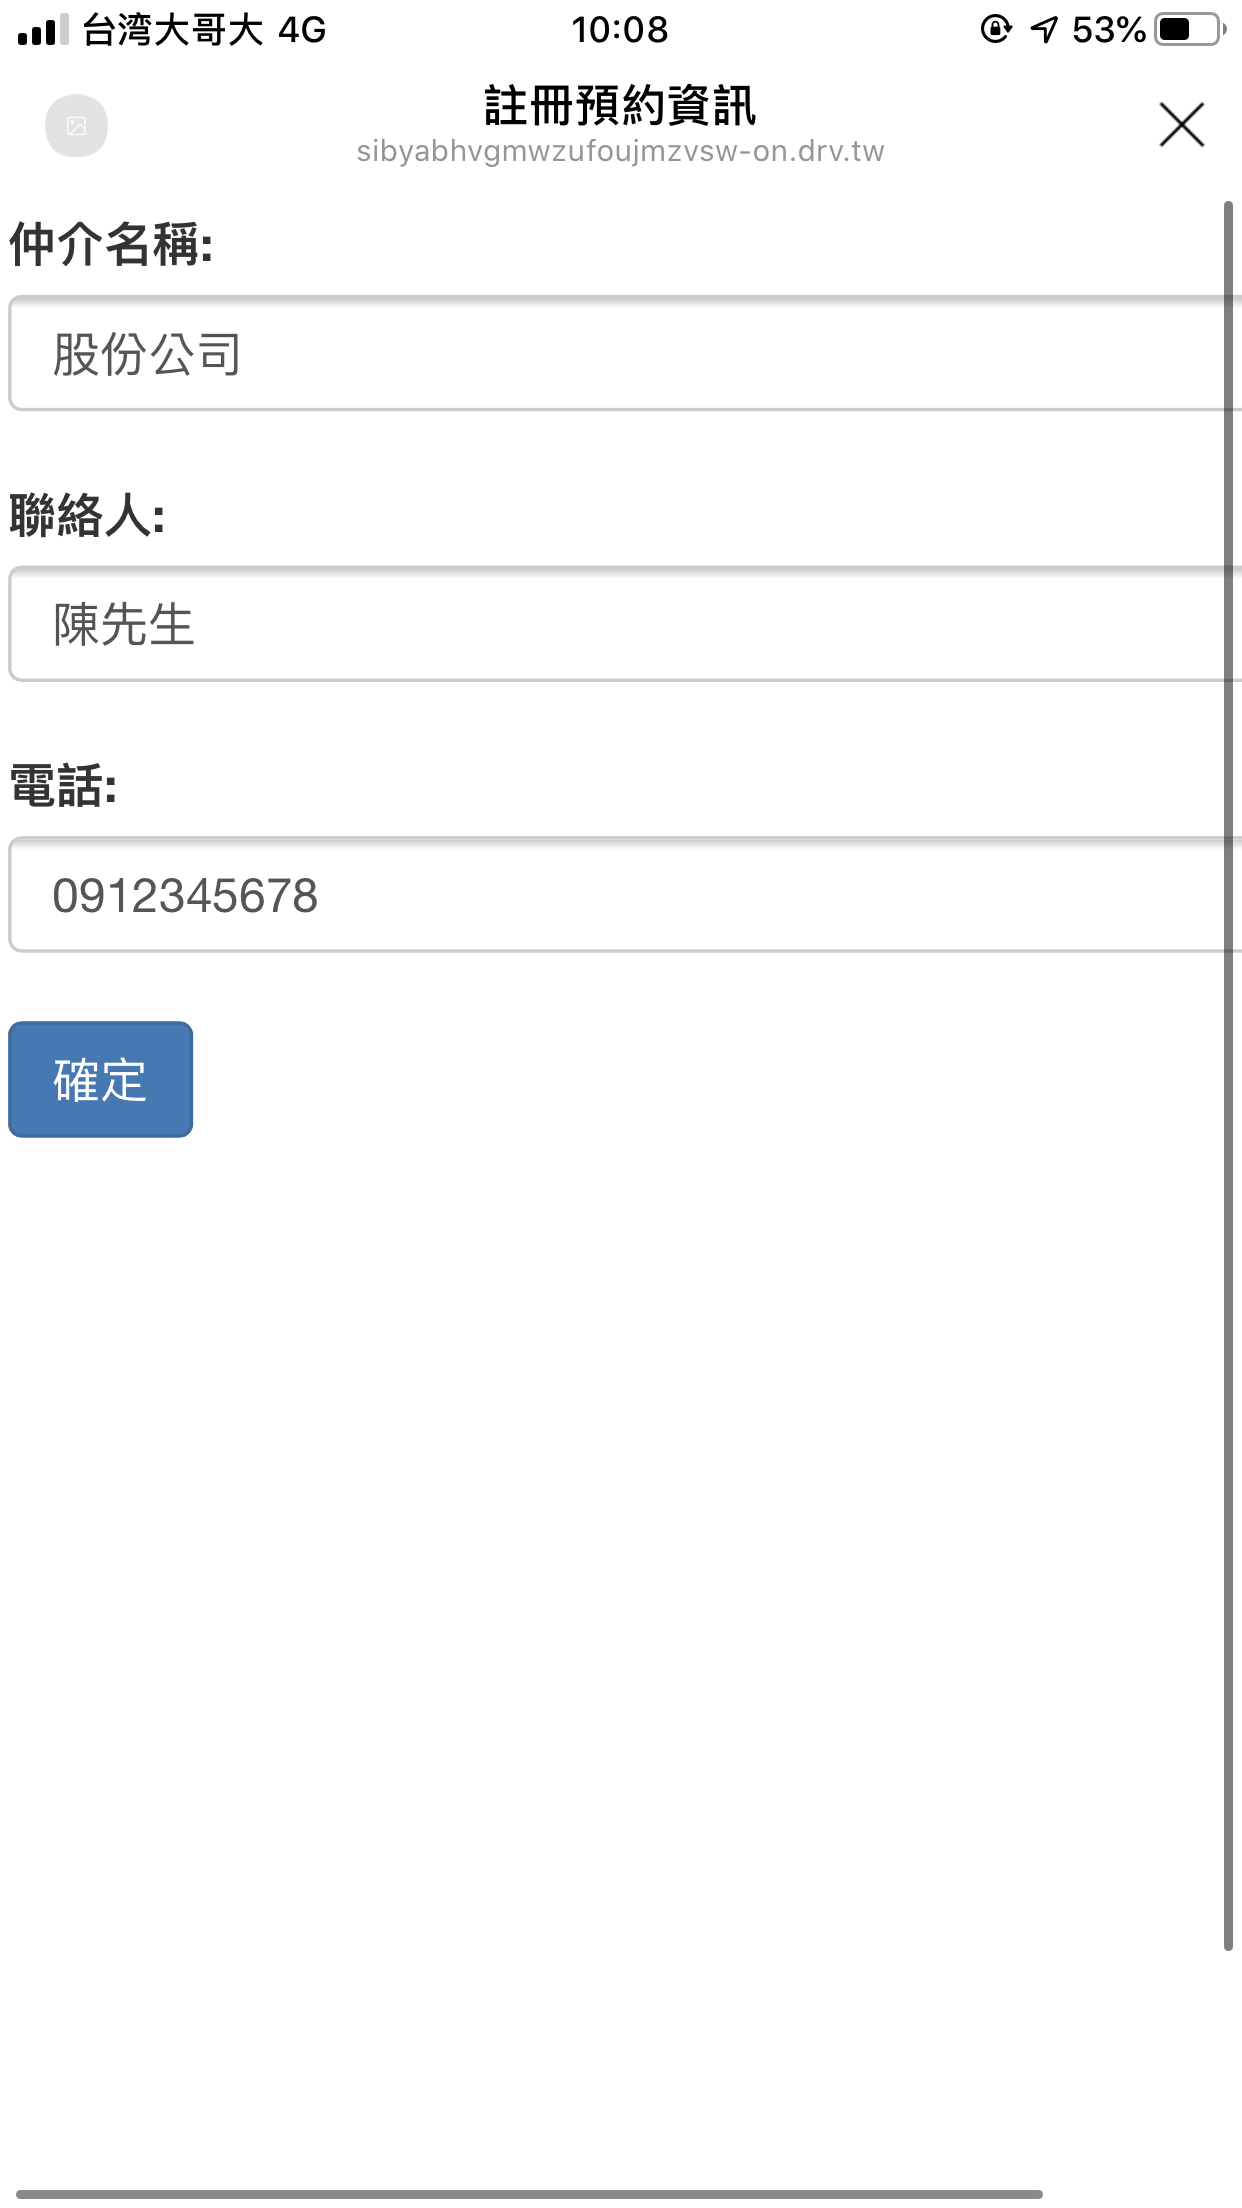 台湾大哥大 4G 10:08 53%
註冊預約資訊
sibyabhvgmwzufoujmzvsw-on.drv.tw
仲介名稱:
股份公司
聯絡人:
陳先生
電話:
0912345678
確定